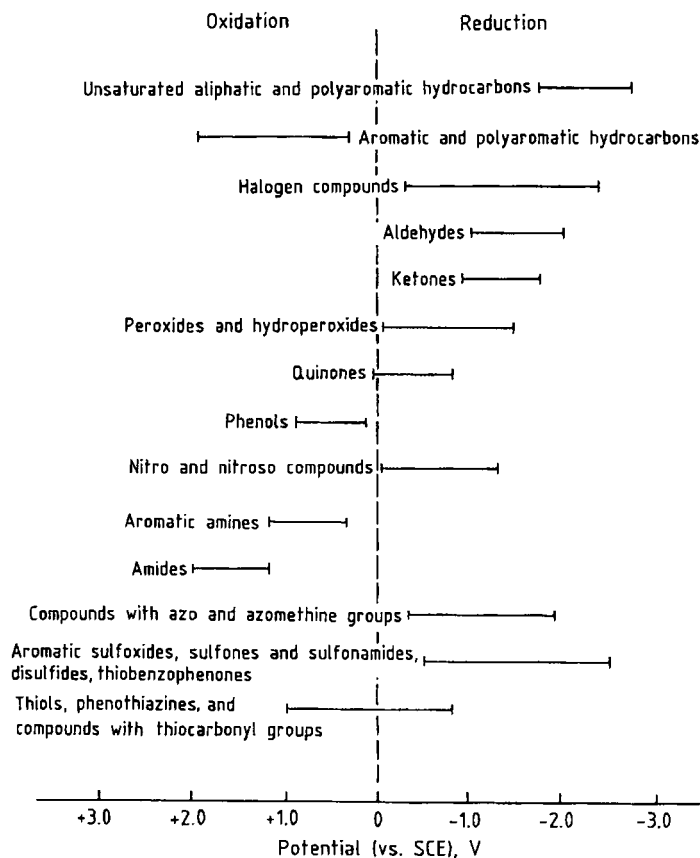 Oxidation Reduction
Unsaturated aliphatic and polyaromatic hydrocarbons
Aromatic and polyaromatic hydrocarbons
Halogen compounds
Aldehydes
Ketones
Peroxides and hydroperoxides
Quinones
Phenols
Nitro and nitroso compounds
Aromatic amines
Amides
Compounds with azo and azomethine groups
Aromatic sulfoxides, sulfones and sulfonamides,
disulfides, thiobenzophenones
Thiols, phenothiazines, and
compounds with thiocarbonyl groups
+3.0 +2.0 +1.0 0 -1.0 -2.0 -3.0
Potential (vs. SCE), V